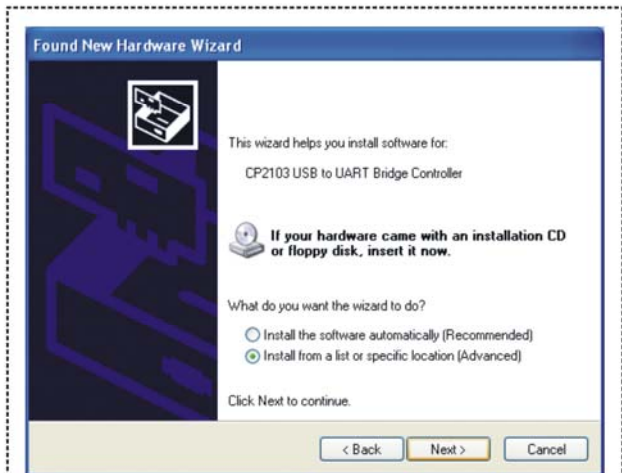 Found New Hardware Wizard
This wizard helps you install software for:
CP2103 USB to UART Bridge Controller
If your hardware came with an installation CD
or floppy disk, insert it now.
What do you want the wizard to do?
Install the software automatically (Recommended)
Install from a list or specific location (Advanced)
Click Next to continue.
< Back Next > Cancel